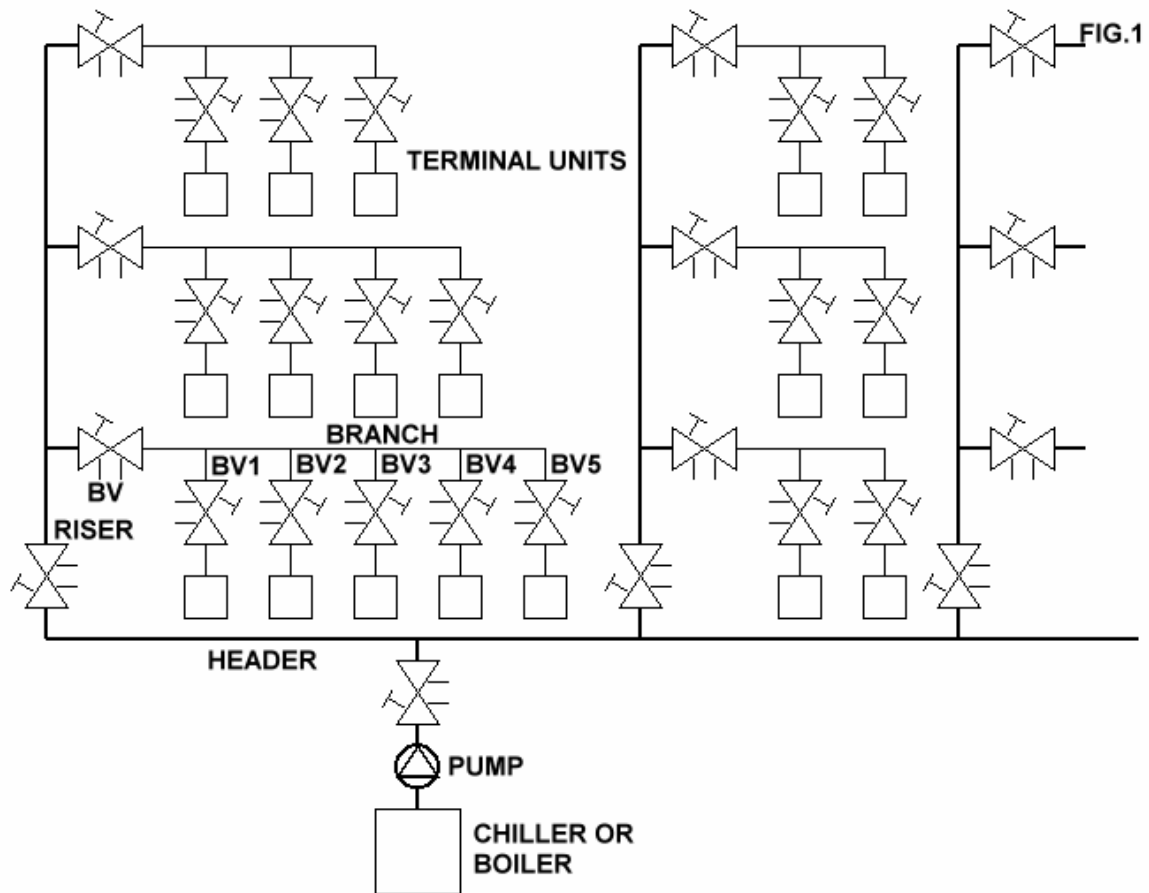 FIG.1
TERMINAL UNITS
BRANCH
BV1 BV2 BV3 BV4 BV5
BV
RISER
HEADER
PUMP
CHILLER OR
BOILER